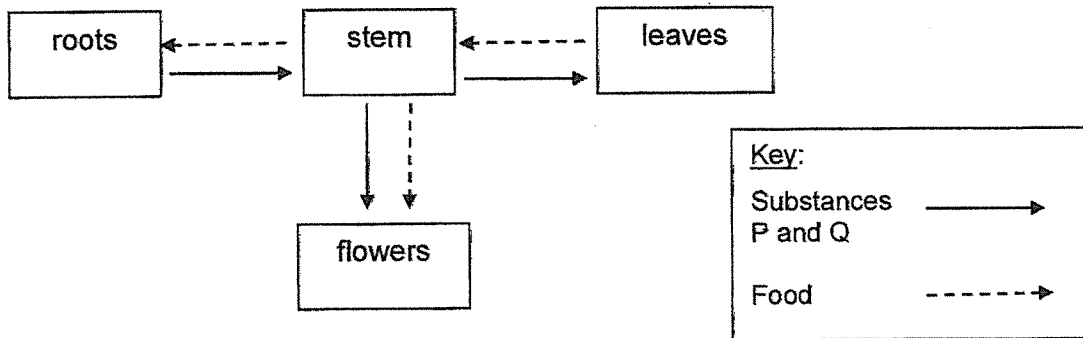 roots
stem
leaves
flowers
Key:
Substances
P and Q
Food